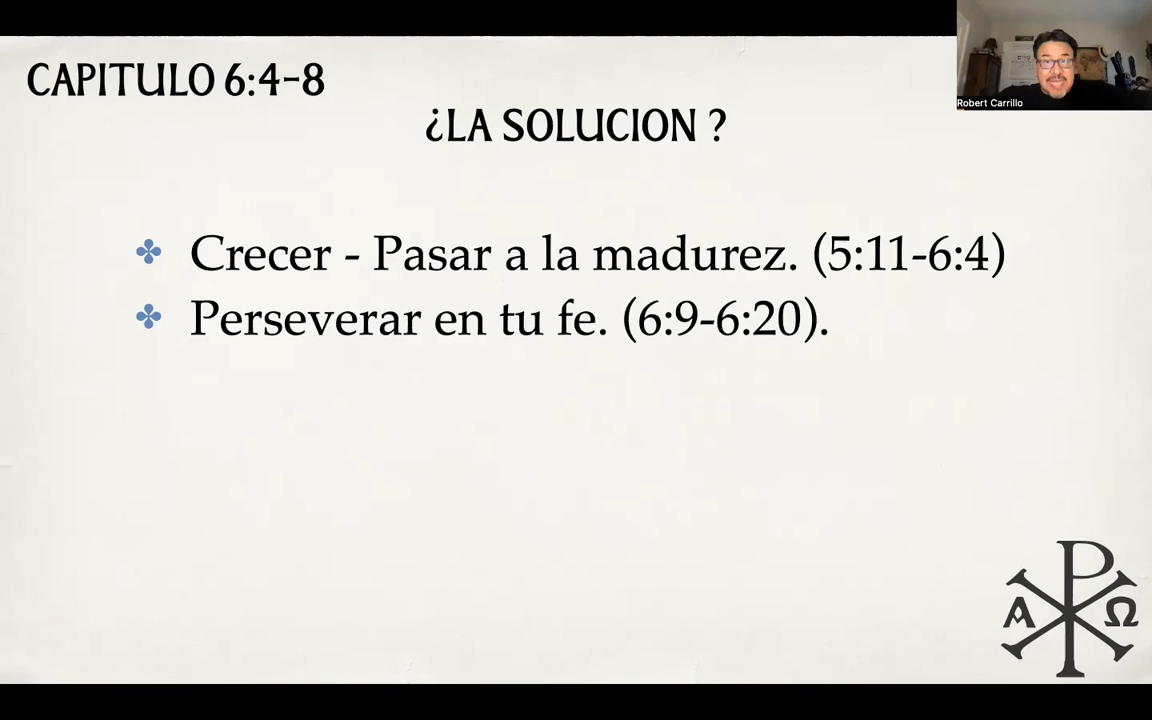 CAPITULO 6:4-8
¿LA SOLUCION ?
Crecer - Pasar a la madurez. (5:11-6:4)
Perseverar en tu fe. (6:9-6:20).
Robert Carrillo
Α Ω